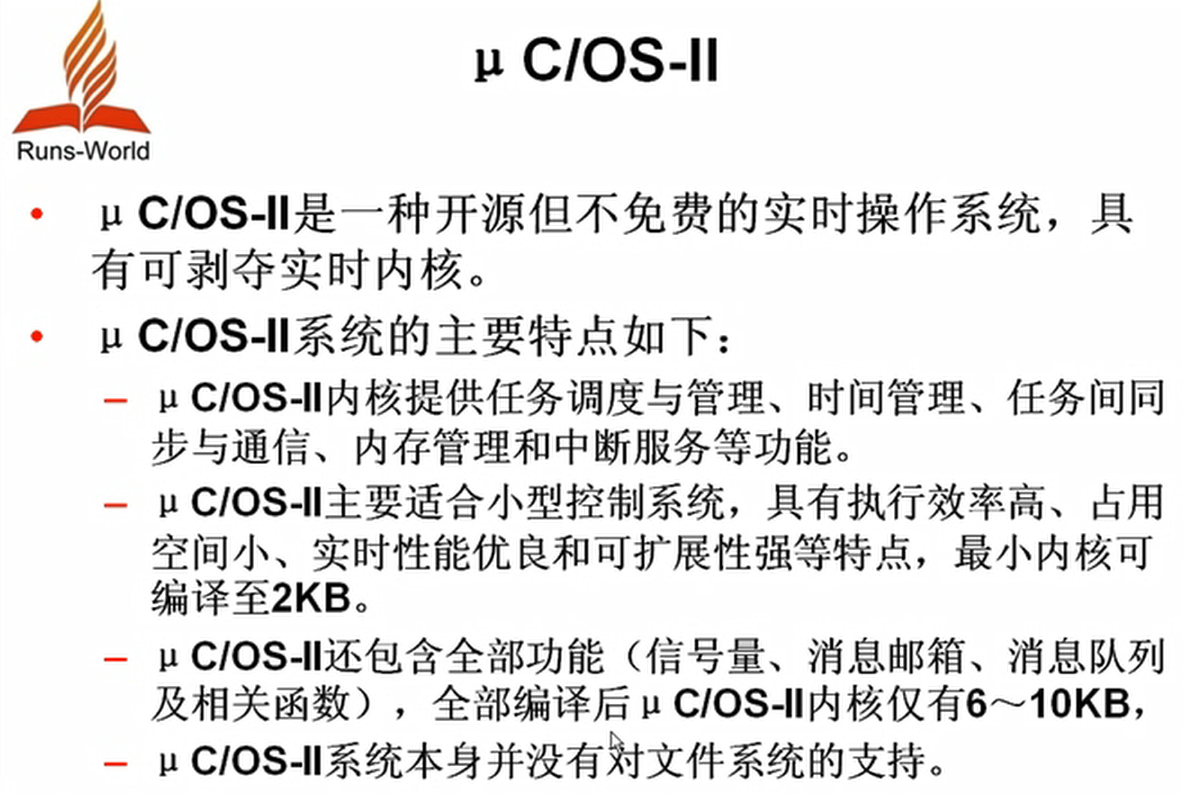 μ C/OS-II
Runs-World
• μ C/OS-II是一种开源但不免费的实时操作系统，具
有可剥夺实时内核。
• μ C/OS-II系统的主要特点如下：
– μ C/OS-II内核提供任务调度与管理、时间管理、任务间同
步与通信、内存管理和中断服务等功能。
– μ C/OS-II主要适合小型控制系统，具有执行效率高、占用
空间小、实时性能优良和可扩展性强等特点，最小内核可
编译至2KB。
– μ C/OS-II还包含全部功能（信号量、消息邮箱、消息队列
及相关函数），全部编译后μ C/OS-II内核仅有6～10KB，
– μ C/OS-II系统本身并没有对文件系统的支持。